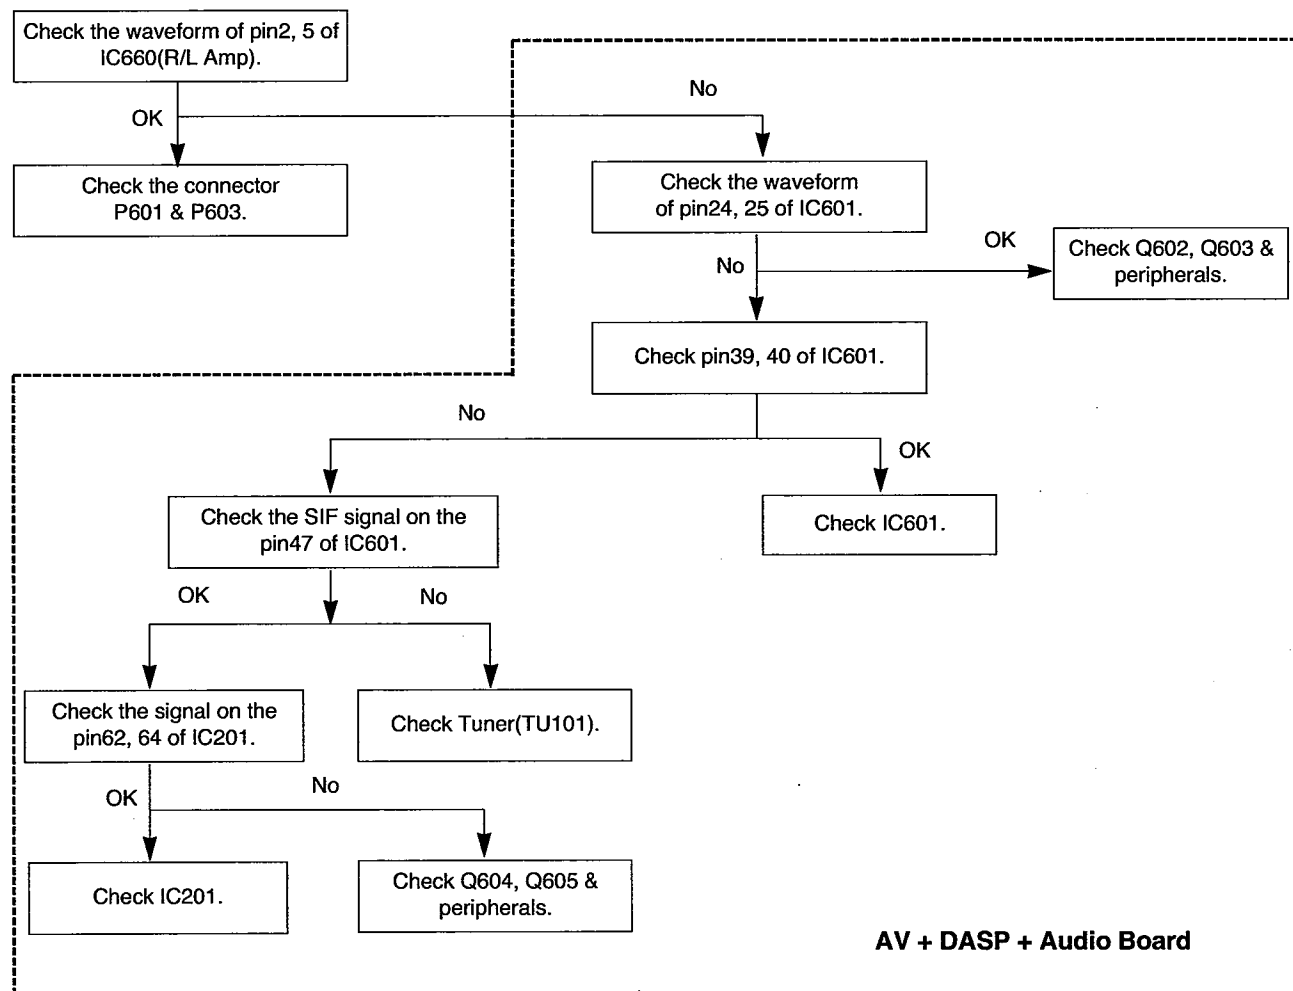 Check the waveform of pin2, 5 of
IC660(R/L Amp).
No
OK
Check the connector
P601 & P603.
Check the waveform
of pin24, 25 of IC601.
OK
Check Q602, Q603 &
peripherals.
No
Check pin39, 40 of IC601.
No
OK
Check the SIF signal on the
pin47 of IC601.
Check IC601.
OK
No
Check the signal on the
pin62, 64 of IC201.
Check Tuner(TU101).
No
OK
Check IC201.
Check Q604, Q605 &
peripherals.
AV + DASP + Audio Board